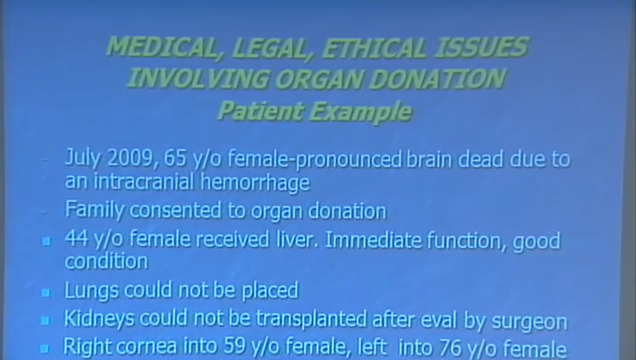 MEDICAL, LEGAL, ETHICAL ISSUES
INVOLVING ORGAN DONATION
Patient Example
- July 2009, 65 y/o female-pronounced brain dead due to
an intracranial hemorrhage
- Family consented to organ donation
44 y/o female received liver. Immediate function, good
condition
Lungs could not be placed
Kidneys could not be transplanted after eval by surgeon
Right cornea into 59 y/o female, left into 76 y/o female